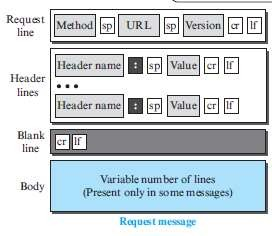 Request line
Method sp URL sp Version cr lf
Header lines
Header name : sp Value cr lf
•••
Header name : sp Value cr lf
Blank line
cr lf
Body
Variable number of lines
(Present only in some messages)
Request message